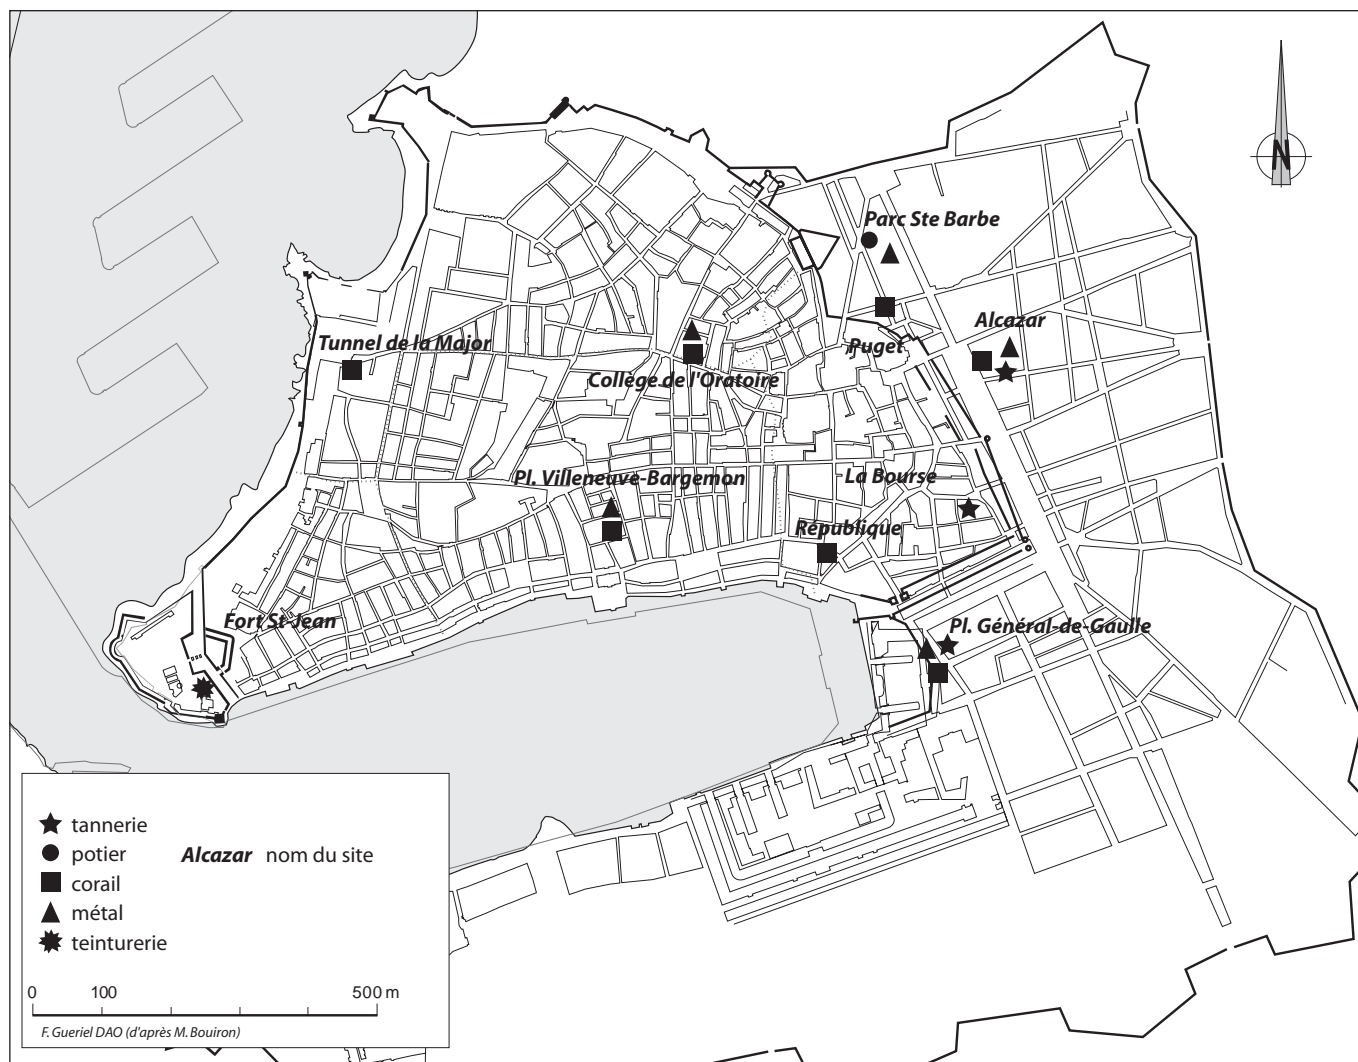 N
Parc Ste Barbe
Alcazar
Tunnel de la Major
Puget
Collège de l'Oratoire
Pl. Villeneuve-Bargemon
La Bourse
République
Fort St-Jean
Pl. Général-de-Gaulle
tannerie
potier
Alcazar nom du site
corail
métal
teinturerie
0 100 500 m
F. Gueriel DAO (d'après M. Bouiron)